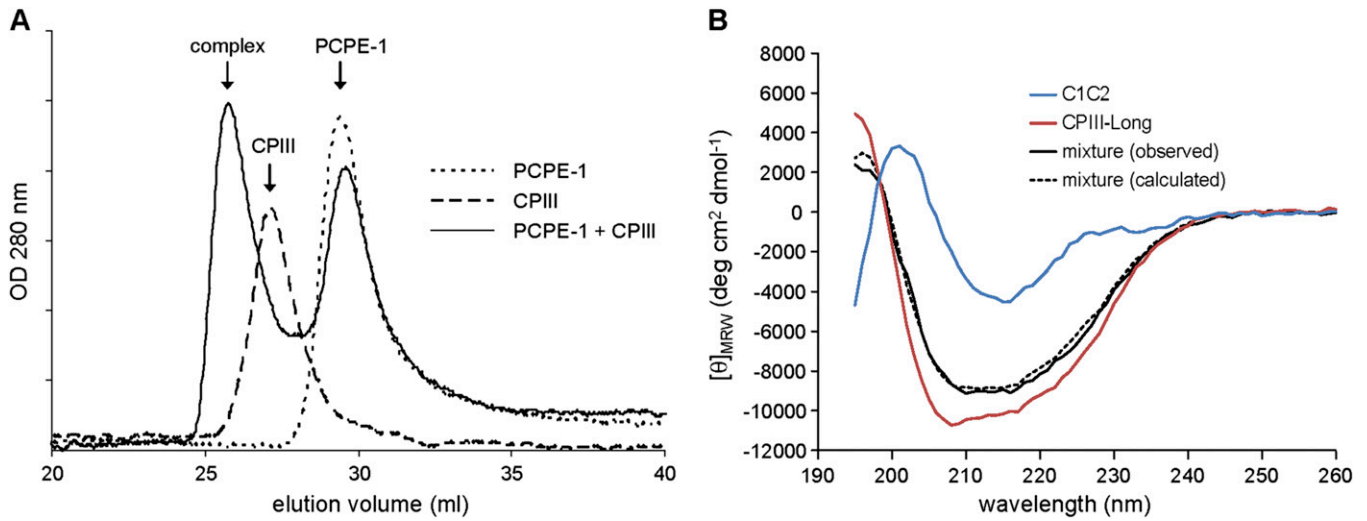 A
complex
PCPE-1
CPIII
PCPE-1
CPIII
PCPE-1 + CPIII
OD 280 nm
20
25
30
35
40
elution volume (ml)
B
8000
6000
4000
2000
0
-2000
-4000
-6000
-8000
-10000
-12000
C1C2
CPIII-Long
mixture (observed)
mixture (calculated)
[θ]MRW (deg cm² dmol⁻¹)
190
200
210
220
230
240
250
260
wavelength (nm)